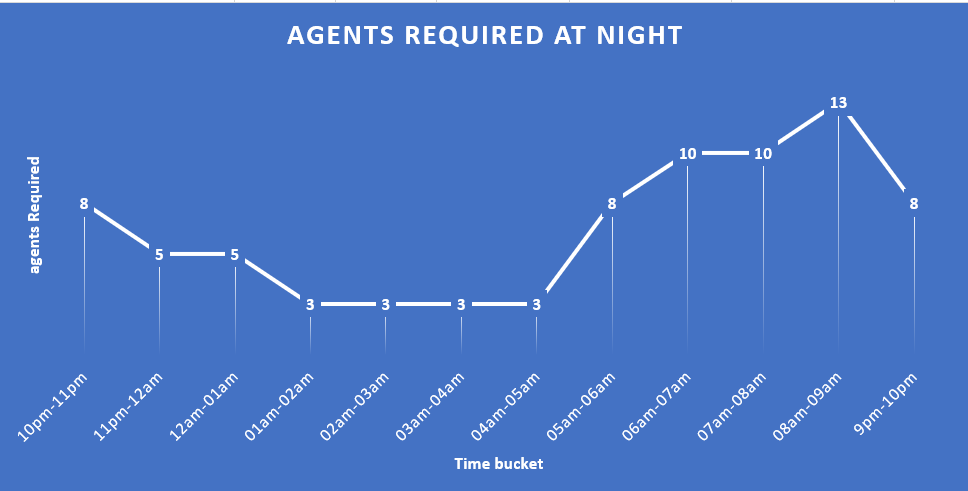 AGENTS REQUIRED AT NIGHT
agents Required
8
5
5
3
3
3
3
8
10
10
13
8
10pm-11pm
11pm-12am
12am-01am
01am-02am
02am-03am
03am-04am
04am-05am
05am-06am
06am-07am
07am-08am
08am-09am
9pm-10pm
Time bucket